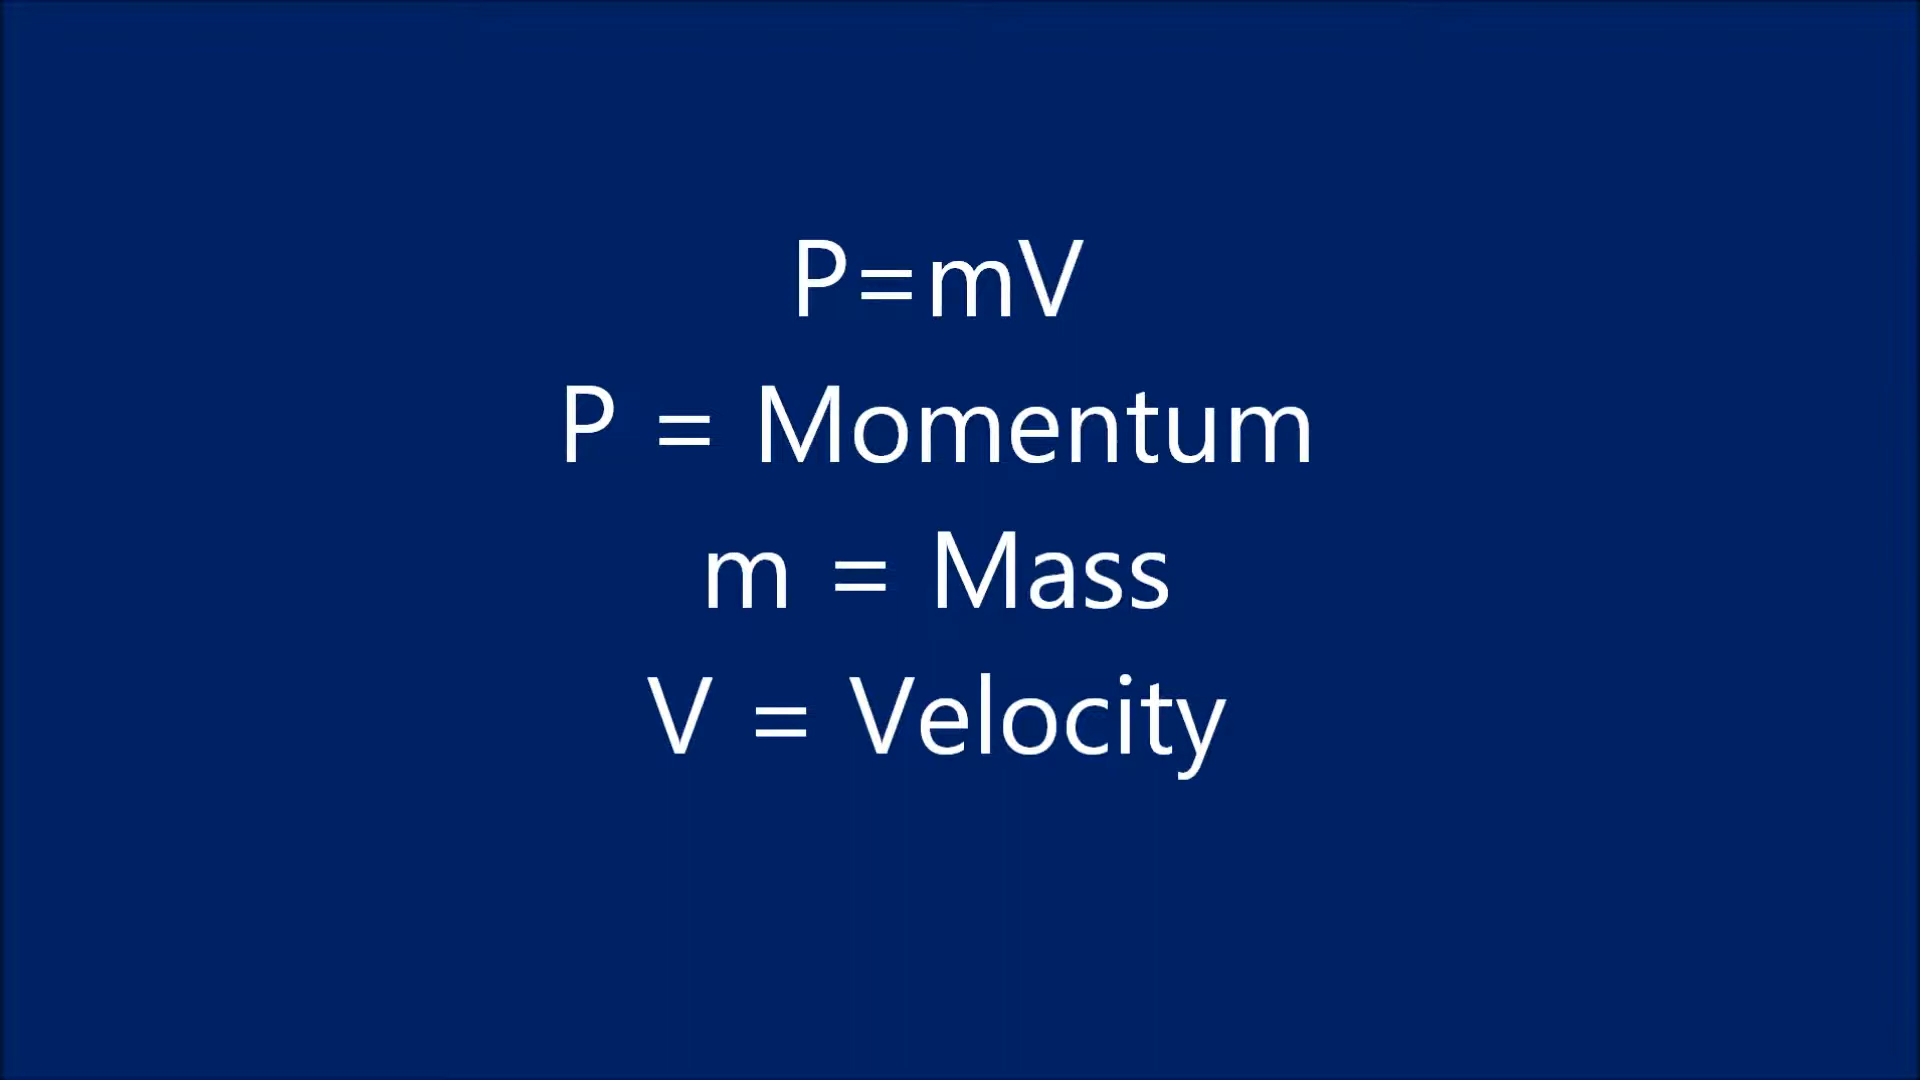 P=mV
P = Momentum
m = Mass
V = Velocity